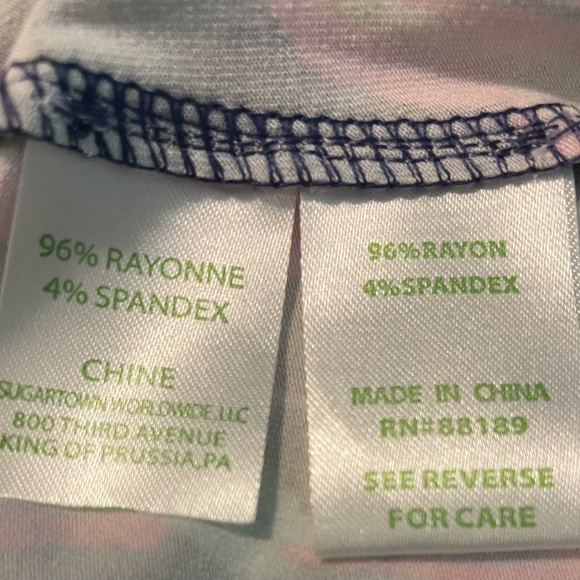 96% RAYONNE
4% SPANDEX
CHINE
SUGARTOWN WORLDWIDE LLC
800 THIRD AVENUE
KING OF PRUSSIA,PA
96%RAYON
4%SPANDEX
MADE IN CHINA
RN#88189
SEE REVERSE
FOR CARE